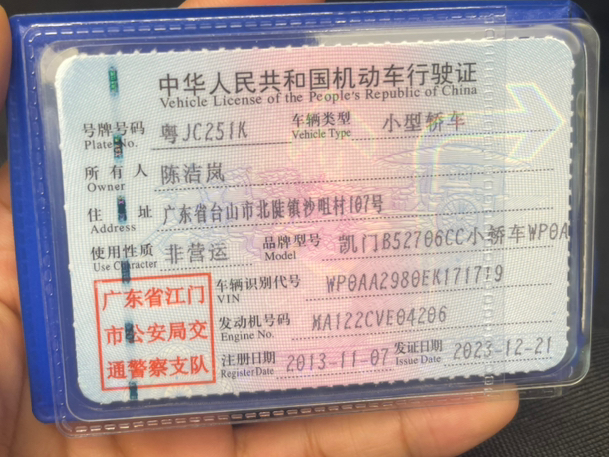 中华人民共和国机动车行驶证
Vehicle License of the People's Republic of China
号牌号码 粤JC251K 车辆类型 小型轿车
Plate No. Vehicle Type
所有人 陈浩岚
Owner
住址 广东省台山市北陡镇沙咀村107号
Address
使用性质 非营运 品牌型号 凯门B52706CC小轿车WP0A
Use Character Model
广东省江门
市公安局交
通警察支队
车辆识别代号 WP0AA2980EK171719
VIN
发动机号码 MA122CVE04206
Engine No.
注册日期 2013-11-07 发证日期 2023-12-21
Register Date Issue Date